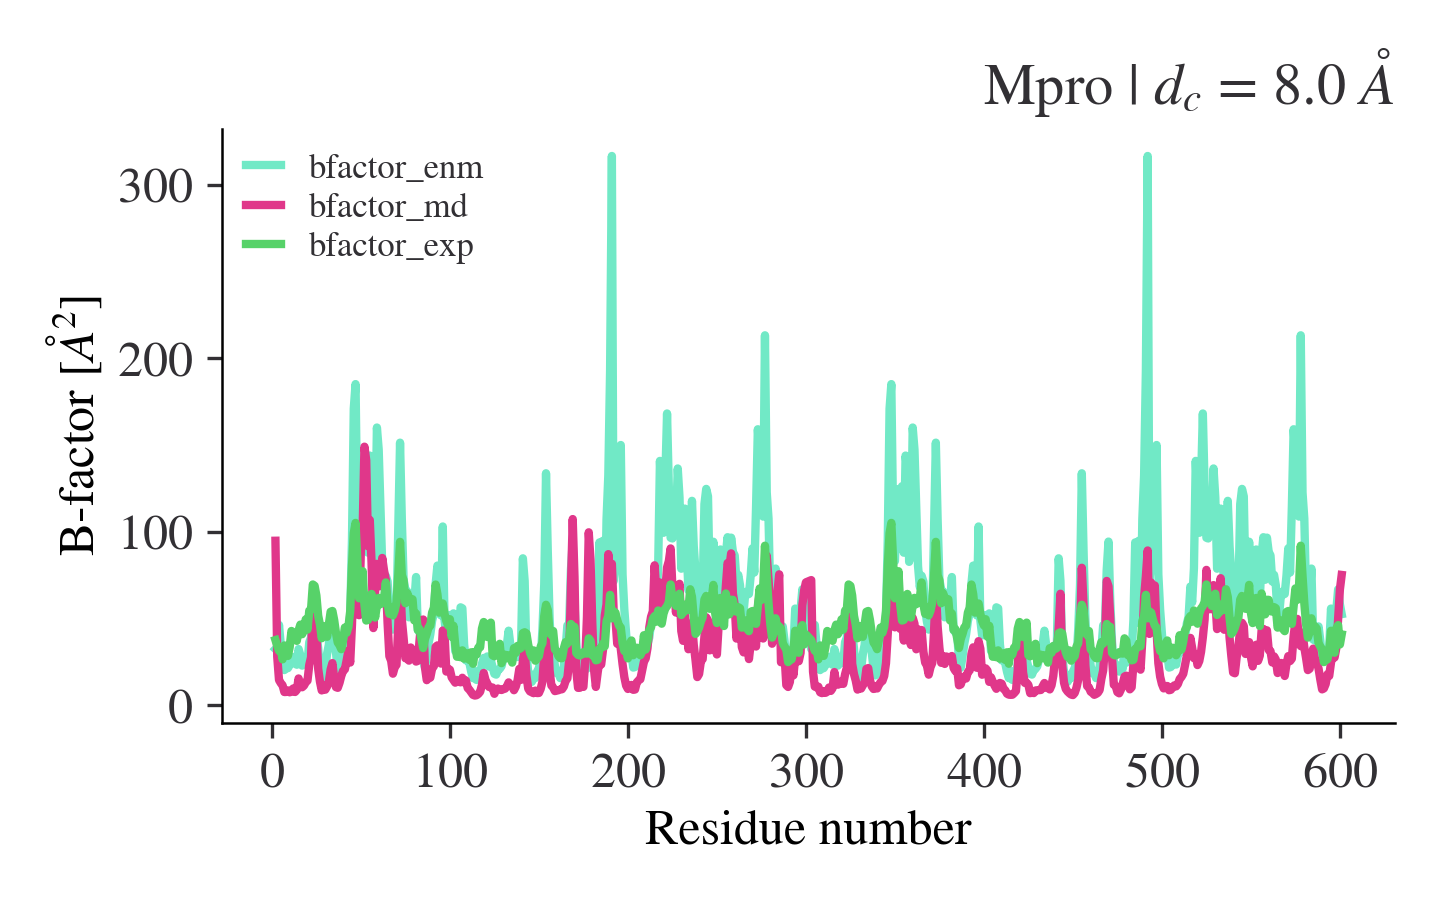 Mpro | d_c = 8.0 Å
bfactor_enm
bfactor_md
bfactor_exp
B-factor [Å²]
300
200
100
0
0 100 200 300 400 500 600
Residue number